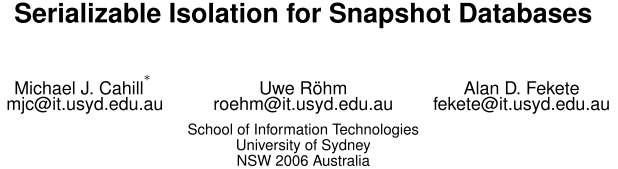 Serializable Isolation for Snapshot Databases
Michael J. Cahill* Uwe Röhm Alan D. Fekete
mjc@it.usyd.edu.au roehm@it.usyd.edu.au fekete@it.usyd.edu.au
School of Information Technologies
University of Sydney
NSW 2006 Australia